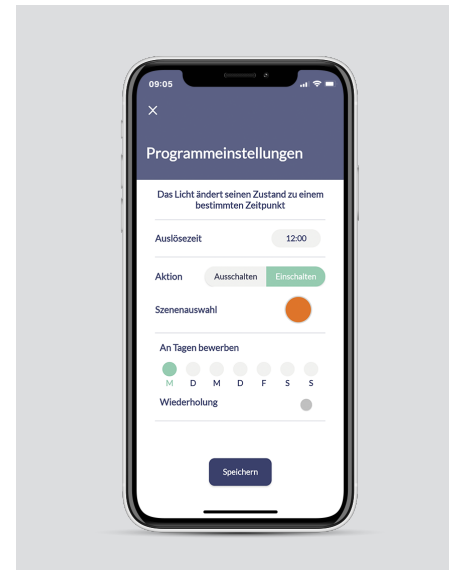 09:05
Programmeinstellungen
Das Licht ändert seinen Zustand zu einem
bestimmten Zeitpunkt
Auslösezeit 12:00
Aktion Ausschalten Einschalten
Szenenauswahl
An Tagen bewerben
M D M D F S S
Wiederholung
Speichern